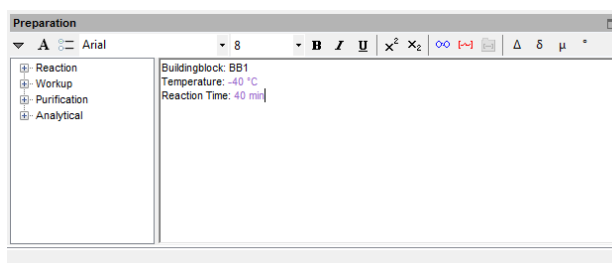 Preparation
A Arial 8 B I U x² X₂ Δ δ μ °
Reaction
Workup
Purification
Analytical
Buildingblock: BB1
Temperature: -40 °C
Reaction Time: 40 min